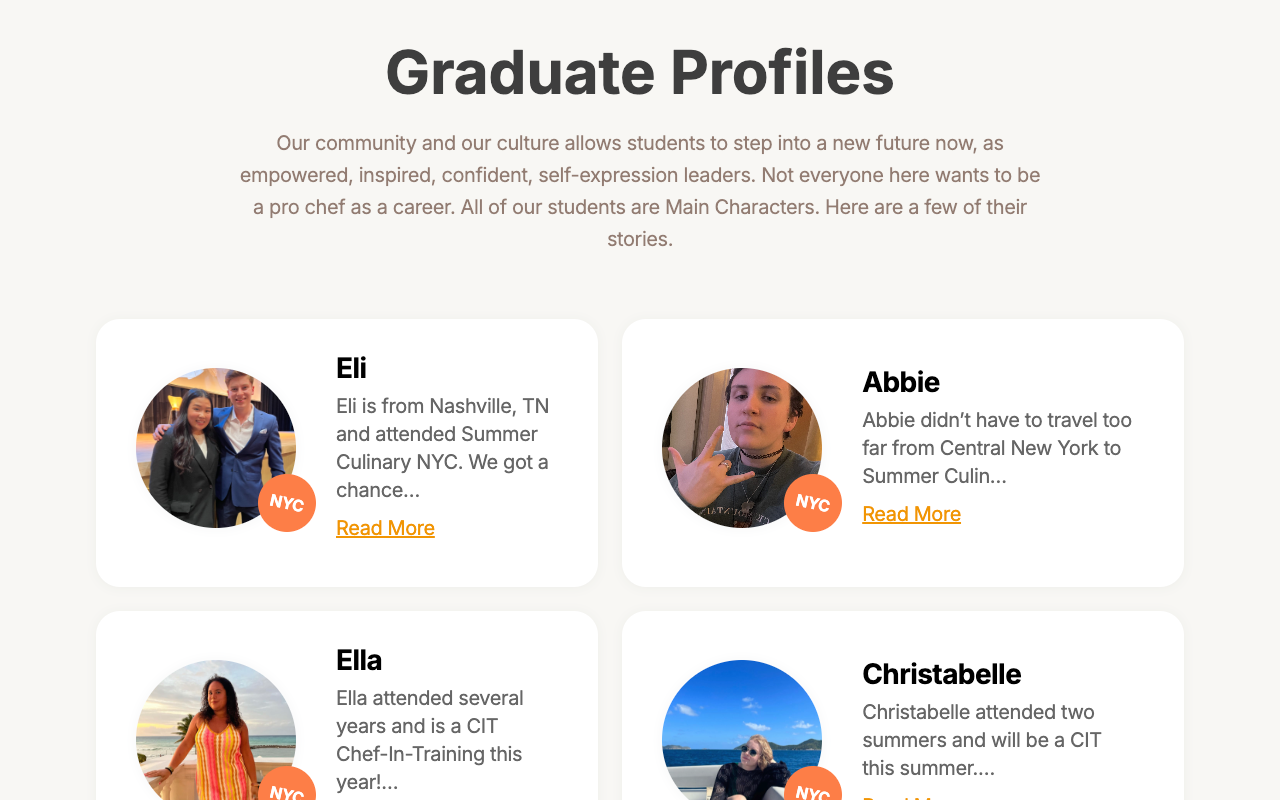 Graduate Profiles
Our community and our culture allows students to step into a new future now, as
empowered, inspired, confident, self-expression leaders. Not everyone here wants to be
a pro chef as a career. All of our students are Main Characters. Here are a few of their
stories.
Eli
Eli is from Nashville, TN
and attended Summer
Culinary NYC. We got a
chance...
Read More
NYC
Abbie
Abbie didn’t have to travel too
far from Central New York to
Summer Culin...
Read More
NYC
Ella
Ella attended several
years and is a CIT
Chef-In-Training this
year!...
NYC
Christabelle
Christabelle attended two
summers and will be a CIT
this summer....
NYC